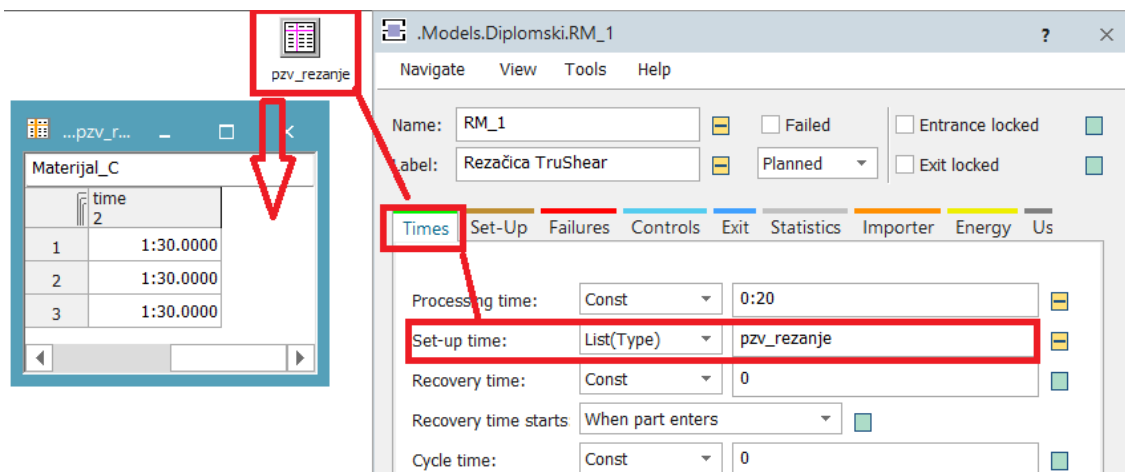 pzv_rezanje
...pzv_r...
Materijal_C
time
2
1 1:30.0000
2 1:30.0000
3 1:30.0000
.Models.Diplomski.RM_1 ?
Navigate View Tools Help
Name: RM_1 Failed Entrance locked
Label: Rezačica TruShear Planned Exit locked
Times Set-Up Failures Controls Exit Statistics Importer Energy Us
Processing time: Const 0:20
Set-up time: List(Type) pzv_rezanje
Recovery time: Const 0
Recovery time starts When part enters
Cycle time: Const 0